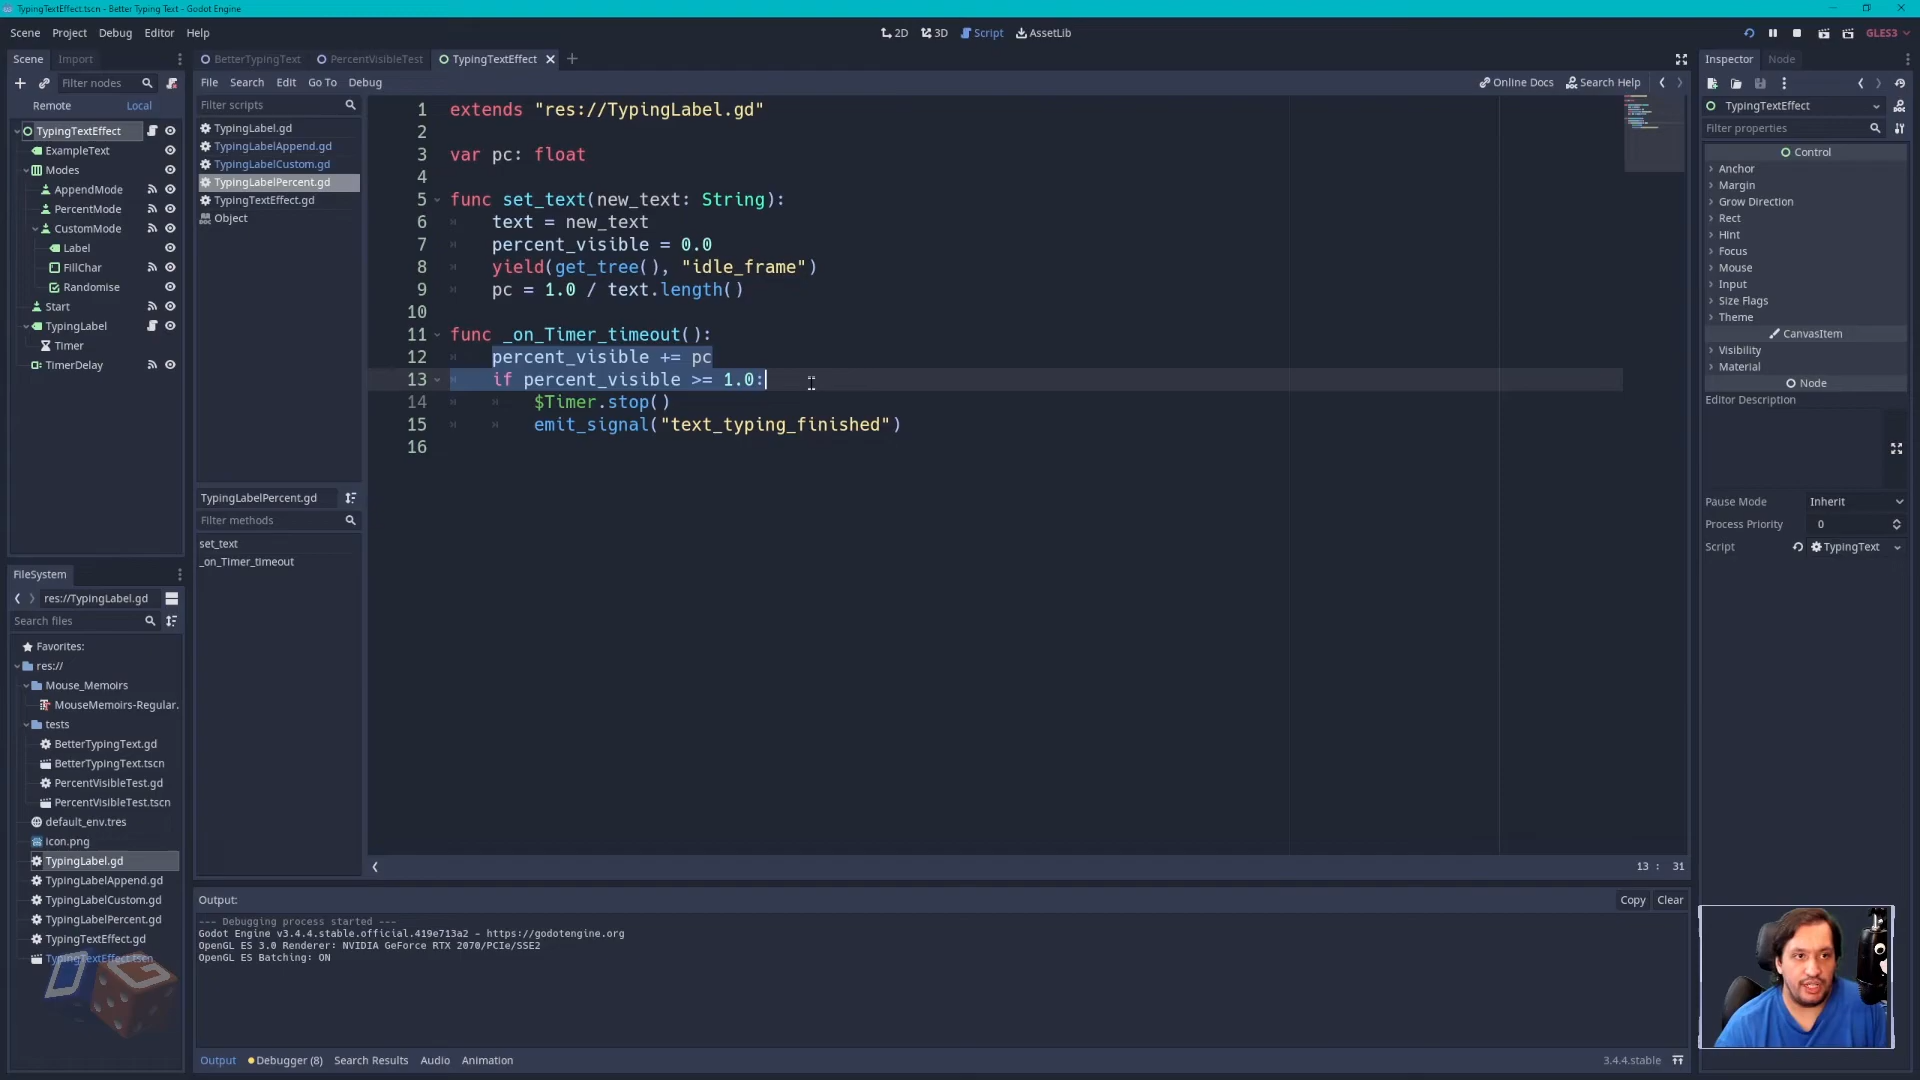 TypingTextEffect.tscn - Better Typing Text - Godot Engine
Scene Project Debug Editor Help
2D 3D Script AssetLib
GLES3
Scene Import
Filter nodes
Remote Local
TypingTextEffect
ExampleText
Modes
AppendMode
PercentMode
CustomMode
Label
FillChar
Randomise
Start
TypingLabel
Timer
TimerDelay
FileSystem
res://TypingLabel.gd
Search files
Favorites:
res://
Mouse_Memoirs
MouseMemoirs-Regular.
tests
BetterTypingText.gd
BetterTypingText.tscn
PercentVisibleTest.gd
PercentVisibleTest.tscn
default_env.tres
icon.png
TypingLabel.gd
TypingLabelAppend.gd
TypingLabelCustom.gd
TypingLabelPercent.gd
TypingTextEffect.gd
TypingTextEffect.tscn
BetterTypingText PercentVisibleTest TypingTextEffect
File Search Edit Go To Debug
Online Docs Search Help
Filter scripts
TypingLabel.gd
TypingLabelAppend.gd
TypingLabelCustom.gd
TypingLabelPercent.gd
TypingTextEffect.gd
Object
TypingLabelPercent.gd
Filter methods
set_text
_on_Timer_timeout
1 extends "res://TypingLabel.gd"
2
3 var pc: float
4
5 func set_text(new_text: String):
6 text = new_text
7 percent_visible = 0.0
8 yield(get_tree(), "idle_frame")
9 pc = 1.0 / text.length()
10
11 func _on_Timer_timeout():
12 percent_visible += pc
13 if percent_visible >= 1.0:
14 $Timer.stop()
15 emit_signal("text_typing_finished")
16
13 : 31
Output:
Copy Clear
--- Debugging process started ---
Godot Engine v3.4.4.stable.official.419e713a2 - https://godotengine.org
OpenGL ES 3.0 Renderer: NVIDIA GeForce RTX 2070/PCIe/SSE2
OpenGL ES Batching: ON
Output Debugger (8) Search Results Audio Animation
3.4.4.stable
Inspector Node
TypingTextEffect
Filter properties
Control
Anchor
Margin
Grow Direction
Rect
Hint
Focus
Mouse
Input
Size Flags
Theme
CanvasItem
Visibility
Material
Node
Editor Description
Pause Mode Inherit
Process Priority 0
Script TypingText